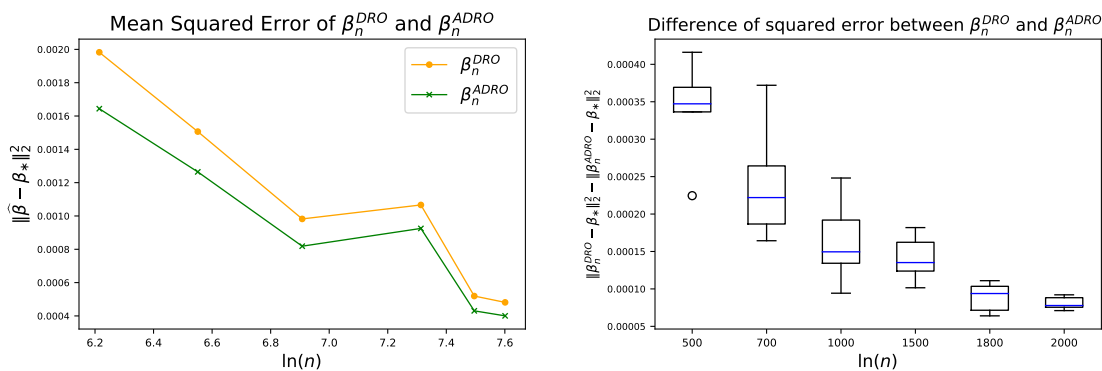 Mean Squared Error of β_n^{DRO} and β_n^{ADRO}
‖β̂ − β_*‖_2^2
0.0020
0.0018
0.0016
0.0014
0.0012
0.0010
0.0008
0.0006
0.0004
β_n^{DRO}
β_n^{ADRO}
6.2 6.4 6.6 6.8 7.0 7.2 7.4 7.6
ln(n)
Difference of squared error between β_n^{DRO} and β_n^{ADRO}
‖β_n^{DRO} − β_*‖_2^2 − ‖β_n^{ADRO} − β_*‖_2^2
0.00040
0.00035
0.00030
0.00025
0.00020
0.00015
0.00010
0.00005
500 700 1000 1500 1800 2000
ln(n)